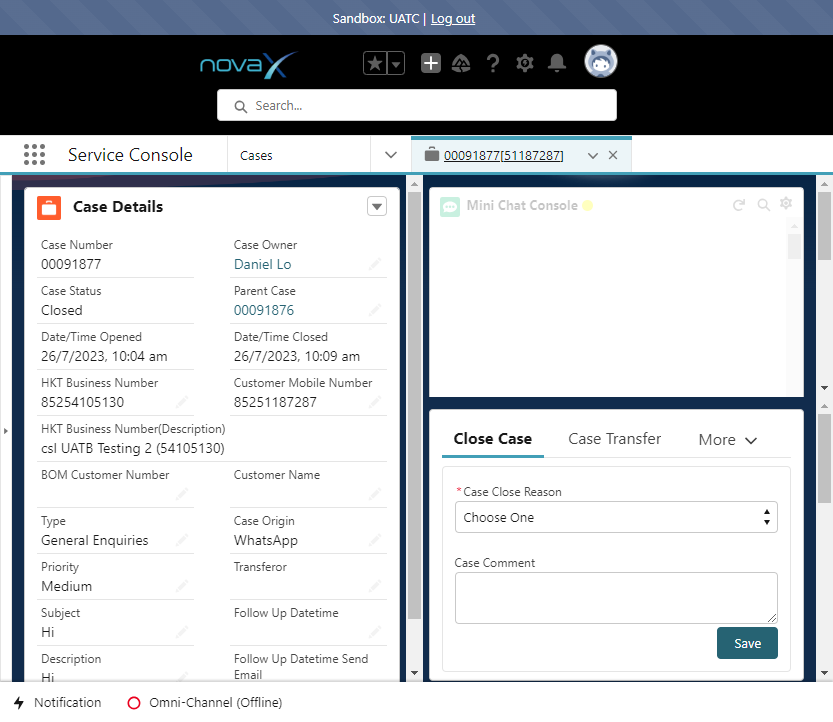 Sandbox: UATC | Log out
novaX
Search...
Service Console
Cases
00091877[51187287]
Case Details
Case Number
00091877
Case Owner
Daniel Lo
Case Status
Closed
Parent Case
00091876
Date/Time Opened
26/7/2023, 10:04 am
Date/Time Closed
26/7/2023, 10:09 am
HKT Business Number
85254105130
Customer Mobile Number
85251187287
HKT Business Number(Description)
csl UATB Testing 2 (54105130)
BOM Customer Number
Customer Name
Type
General Enquiries
Case Origin
WhatsApp
Priority
Medium
Transferor
Subject
Hi
Follow Up Datetime
Description
Hi
Follow Up Datetime Send
Email
Mini Chat Console
Close Case
Case Transfer
More
*Case Close Reason
Choose One
Case Comment
Save
Notification
Omni-Channel (Offline)